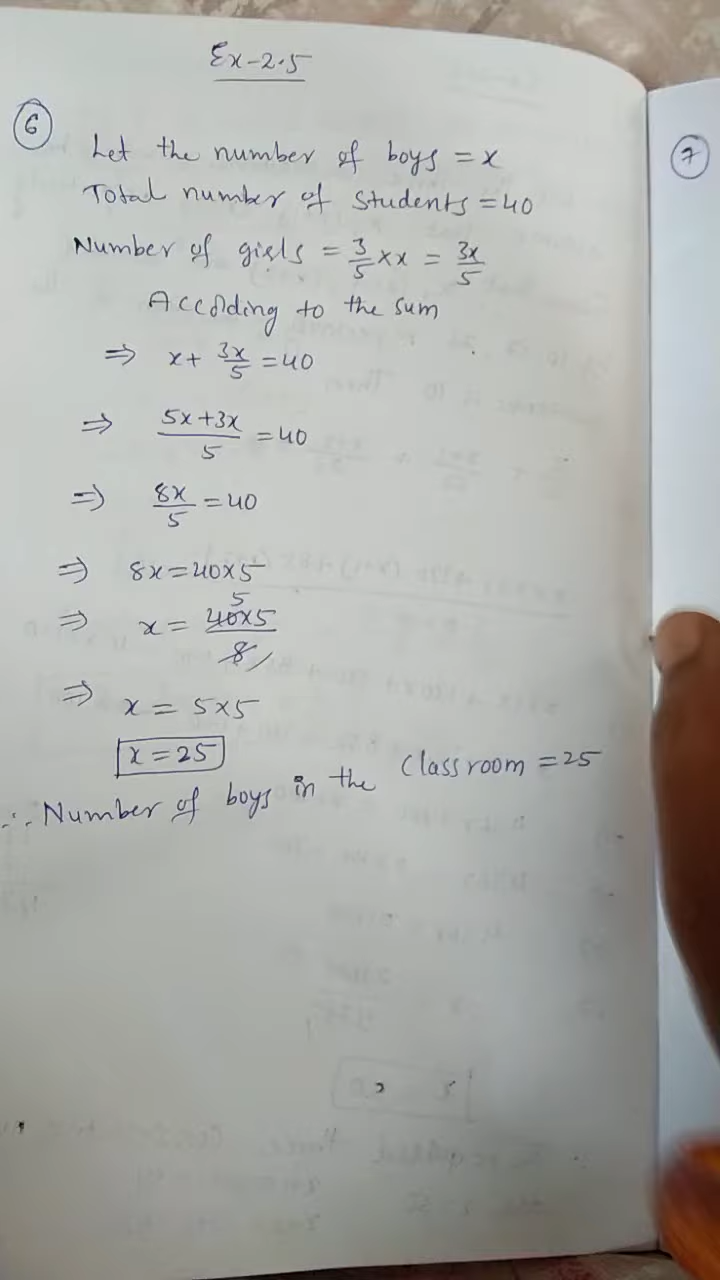 Ex-2.5
6
Let the number of boys = x
Total number of students = 40
Number of girls = 3/5 × x = 3x/5
According to the sum
⇒ x + 3x/5 = 40
⇒ (5x+3x)/5 = 40
⇒ 8x/5 = 40
⇒ 8x = 40×5
5
⇒ x = 40×5/8
⇒ x = 5×5
x = 25
∴ Number of boys in the Classroom = 25
7